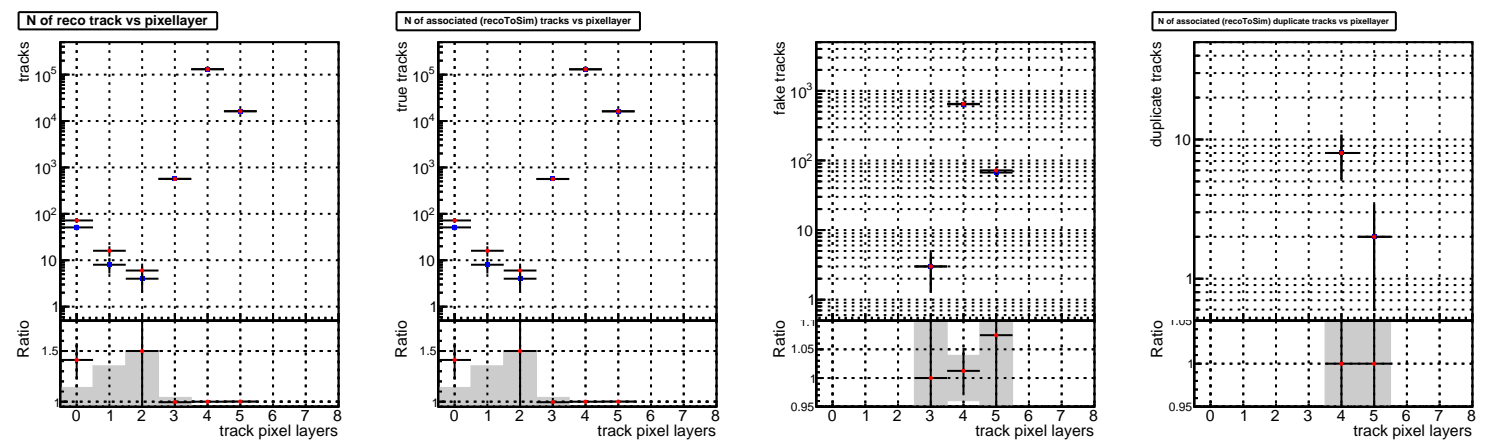 N of reco track vs pixellayer
tracks
10^5
10^4
10^3
10^2
10
1
Ratio
1.5
1
0 1 2 3 4 5 6 7 8
track pixel layers
N of associated (recoToSim) tracks vs pixellayer
true tracks
10^5
10^4
10^3
10^2
10
1
Ratio
1.5
1
0 1 2 3 4 5 6 7 8
track pixel layers
fake tracks
10^3
10^2
10
1
Ratio
1.1
1.05
1
0.95
0 1 2 3 4 5 6 7 8
track pixel layers
N of associated (recoToSim) duplicate tracks vs pixellayer
duplicate tracks
10
1
Ratio
1.05
1
0.95
0 1 2 3 4 5 6 7 8
track pixel layers